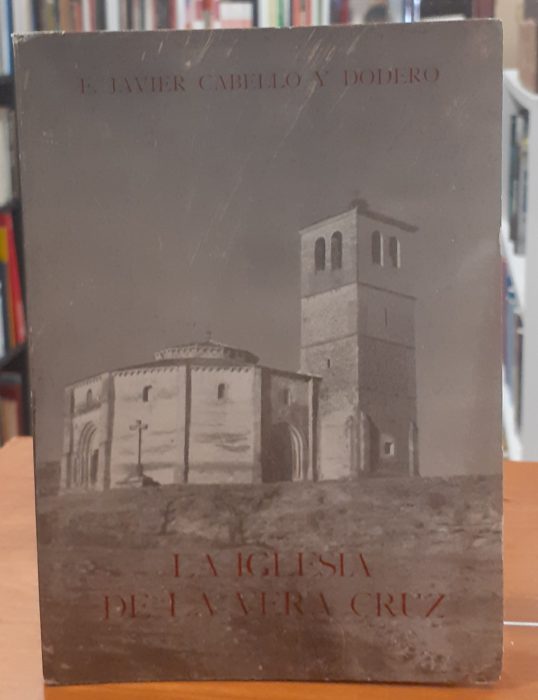 F. JAVIER CABELLO Y DODERO
LA IGLESIA
DE LA VERA CRUZ